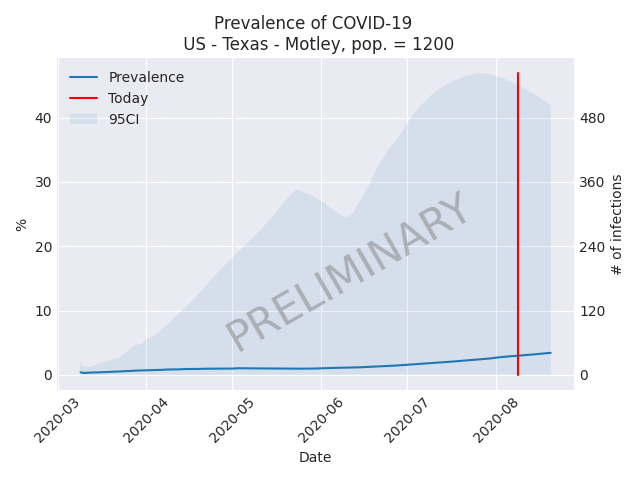 Prevalence of COVID-19
US - Texas - Motley, pop. = 1200
Prevalence
Today
95CI
40
30
20
10
0
%
480
360
240
120
0
# of infections
PRELIMINARY
2020-03
2020-04
2020-05
2020-06
2020-07
2020-08
Date